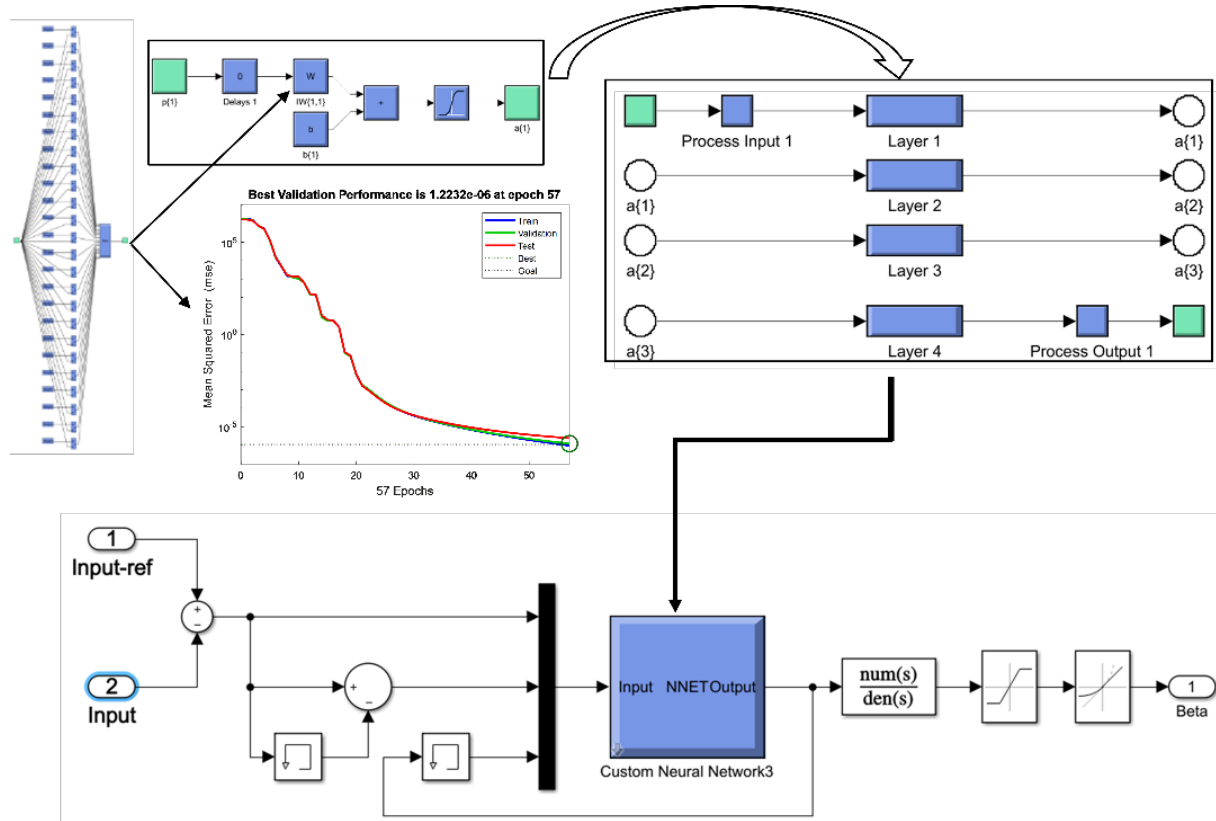 p{1}
0
Delays 1
W
IW{1,1}
b
b{1}
+
a{1}
Process Input 1
Layer 1
a{1}
a{1}
Layer 2
a{2}
a{2}
Layer 3
a{3}
a{3}
Layer 4
Process Output 1
Best Validation Performance is 1.2232e-06 at epoch 57
Mean Squared Error (mse)
10^5
10^0
10^-5
Train
Validation
Test
Best
Goal
0
10
20
30
40
50
57 Epochs
1
Input-ref
+
−
2
Input
+
−
Input NNETOutput
Custom Neural Network3
num(s)
den(s)
1
Beta